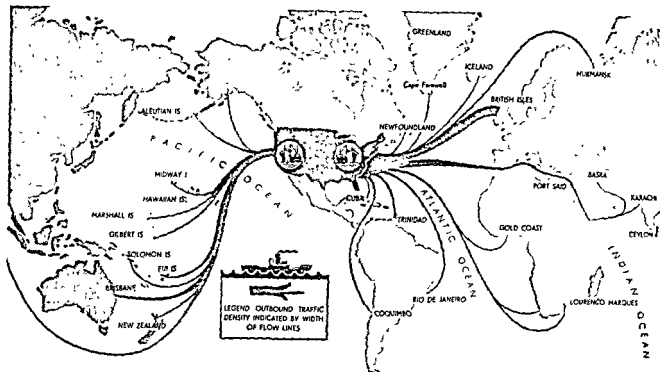 GREENLAND
ICELAND
MURMANSK
Cape Farewell
ALEUTIAN IS
BRITISH ISLES
NEWFOUNDLAND
PACIFIC OCEAN
MIDWAY I
HAWAIIAN IS.
MARSHALL IS
GILBERT IS
SOLOMON IS
FIJI IS
BRISBANE
NEW ZEALAND
CUBA
TRINIDAD
ATLANTIC OCEAN
PORT SAID
BASRA
KARACHI
CEYLON
GOLD COAST
INDIAN OCEAN
RIO DE JANEIRO
COQUIMBO
LOURENCO MARQUES
LEGEND OUTBOUND TRAFFIC
DENSITY INDICATED BY WIDTH
OF FLOW LINES